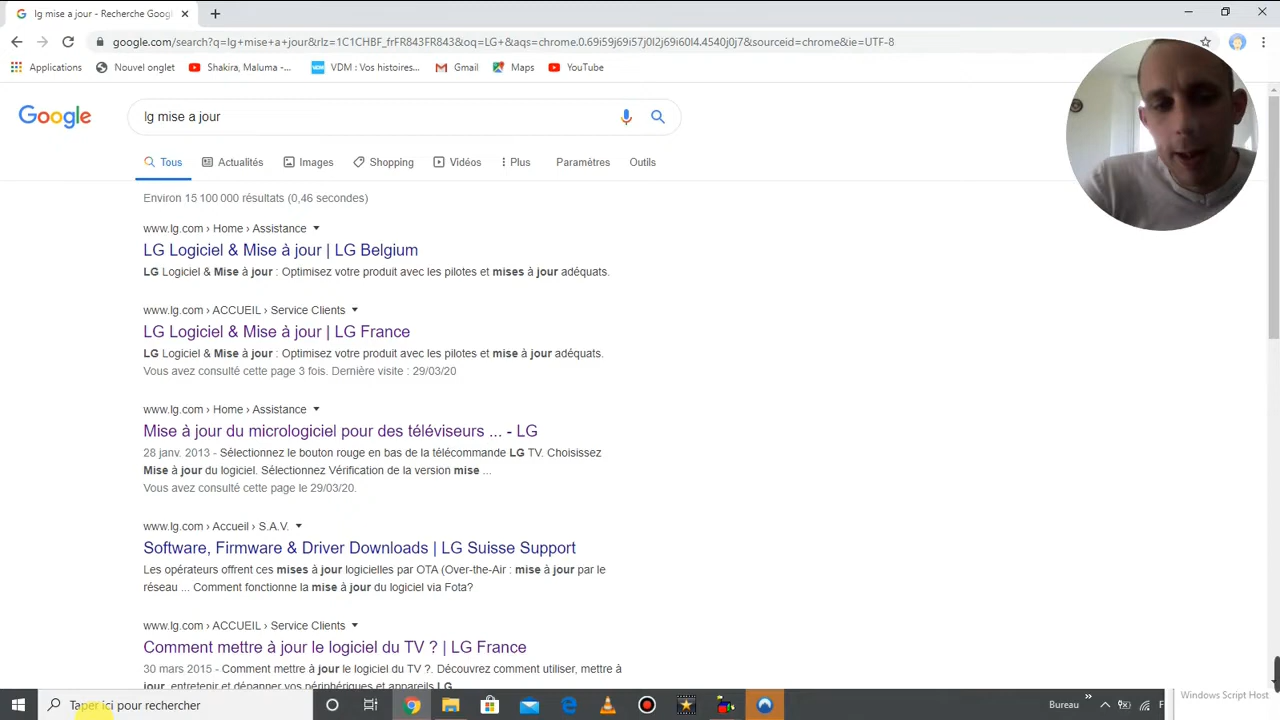 lg mise a jour - Recherche Googl
google.com/search?q=lg+mise+a+jour&rlz=1C1CHBF_frFR843FR843&oq=LG+&aqs=chrome.0.69i59j69i57j0l2j69i60l4.4540j0j7&sourceid=chrome&ie=UTF-8
Applications Nouvel onglet Shakira, Maluma -... VDM : Vos histoires... Gmail Maps YouTube
Google lg mise a jour
Tous Actualités Images Shopping Vidéos Plus Paramètres Outils
Environ 15 100 000 résultats (0,46 secondes)
www.lg.com › Home › Assistance
LG Logiciel & Mise à jour | LG Belgium
LG Logiciel & Mise à jour : Optimisez votre produit avec les pilotes et mises à jour adéquats.
www.lg.com › ACCUEIL › Service Clients
LG Logiciel & Mise à jour | LG France
LG Logiciel & Mise à jour : Optimisez votre produit avec les pilotes et mise à jour adéquats.
Vous avez consulté cette page 3 fois. Dernière visite : 29/03/20
www.lg.com › Home › Assistance
Mise à jour du micrologiciel pour des téléviseurs ... - LG
28 janv. 2013 - Sélectionnez le bouton rouge en bas de la télécommande LG TV. Choisissez
Mise à jour du logiciel. Sélectionnez Vérification de la version mise ...
Vous avez consulté cette page le 29/03/20.
www.lg.com › Accueil › S.A.V.
Software, Firmware & Driver Downloads | LG Suisse Support
Les opérateurs offrent ces mises à jour logicielles par OTA (Over-the-Air : mise à jour par le
réseau ... Comment fonctionne la mise à jour du logiciel via Fota?
www.lg.com › ACCUEIL › Service Clients
Comment mettre à jour le logiciel du TV ? | LG France
30 mars 2015 - Comment mettre à jour le logiciel du TV ?. Découvrez comment utiliser, mettre à
jour, entretenir et dépanner vos périphériques et appareils LG.
Taper ici pour rechercher
Bureau
F
Windows Script Host